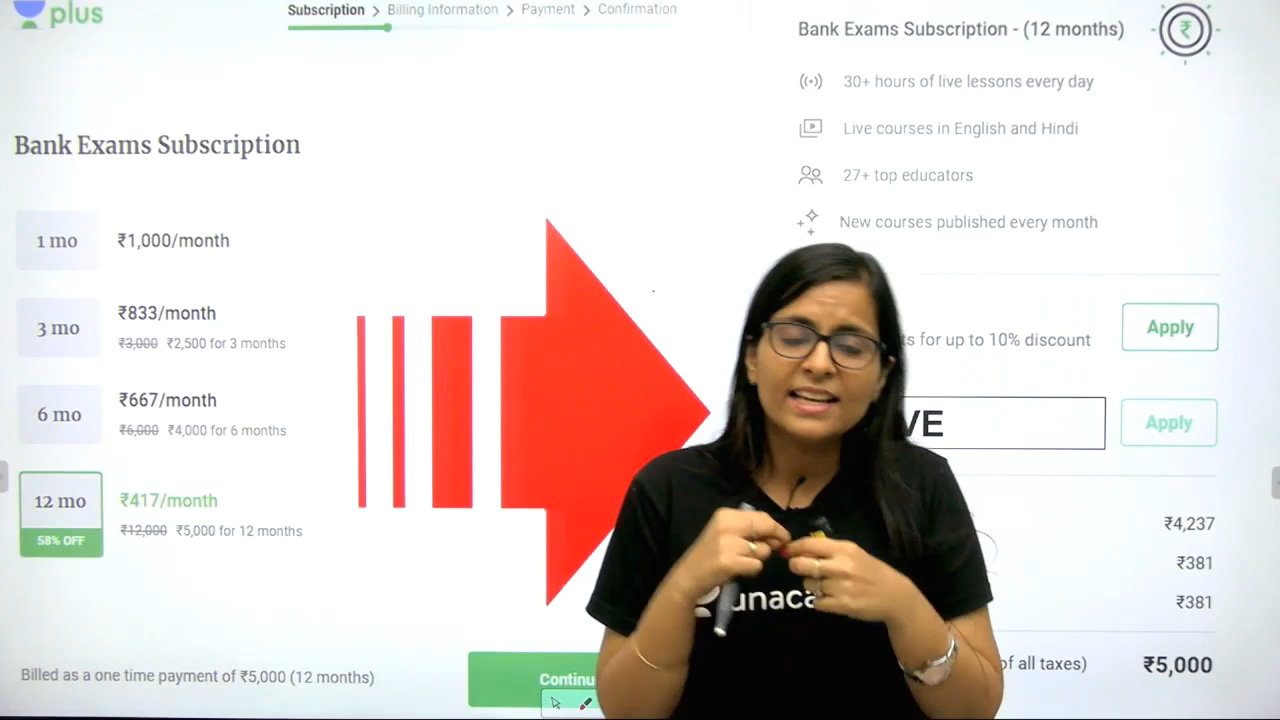 plus
Subscription > Billing Information > Payment > Confirmation
Bank Exams Subscription
1 mo ₹1,000/month
3 mo ₹833/month
₹3,000 ₹2,500 for 3 months
6 mo ₹667/month
₹6,000 ₹4,000 for 6 months
12 mo ₹417/month
58% OFF ₹12,000 ₹5,000 for 12 months
Billed as a one time payment of ₹5,000 (12 months)
Bank Exams Subscription - (12 months)
30+ hours of live lessons every day
Live courses in English and Hindi
27+ top educators
New courses published every month
for up to 10% discount
Apply
Apply
₹4,237
₹381
₹381
of all taxes) ₹5,000